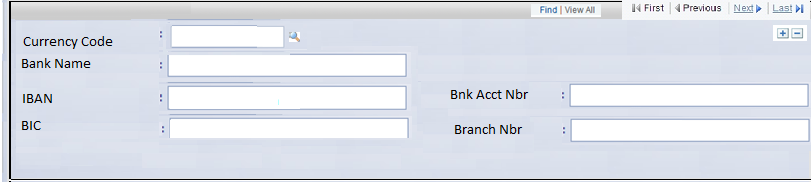 Find | View All First Previous Next Last
Currency Code :
Bank Name :
IBAN : Bnk Acct Nbr :
BIC : Branch Nbr :